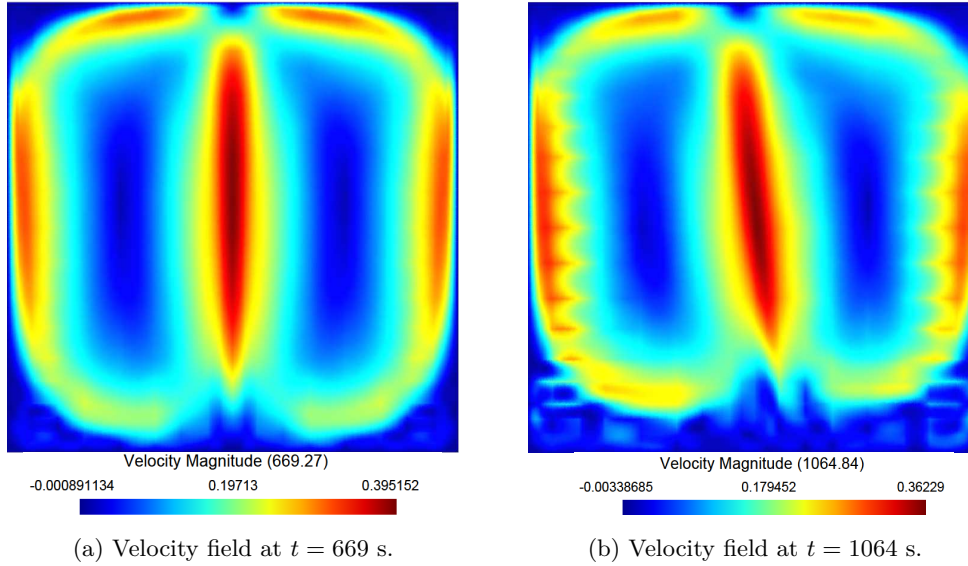 Velocity Magnitude (669.27)
-0.000891134 0.19713 0.395152
(a) Velocity field at t = 669 s.
Velocity Magnitude (1064.84)
-0.00338685 0.179452 0.36229
(b) Velocity field at t = 1064 s.